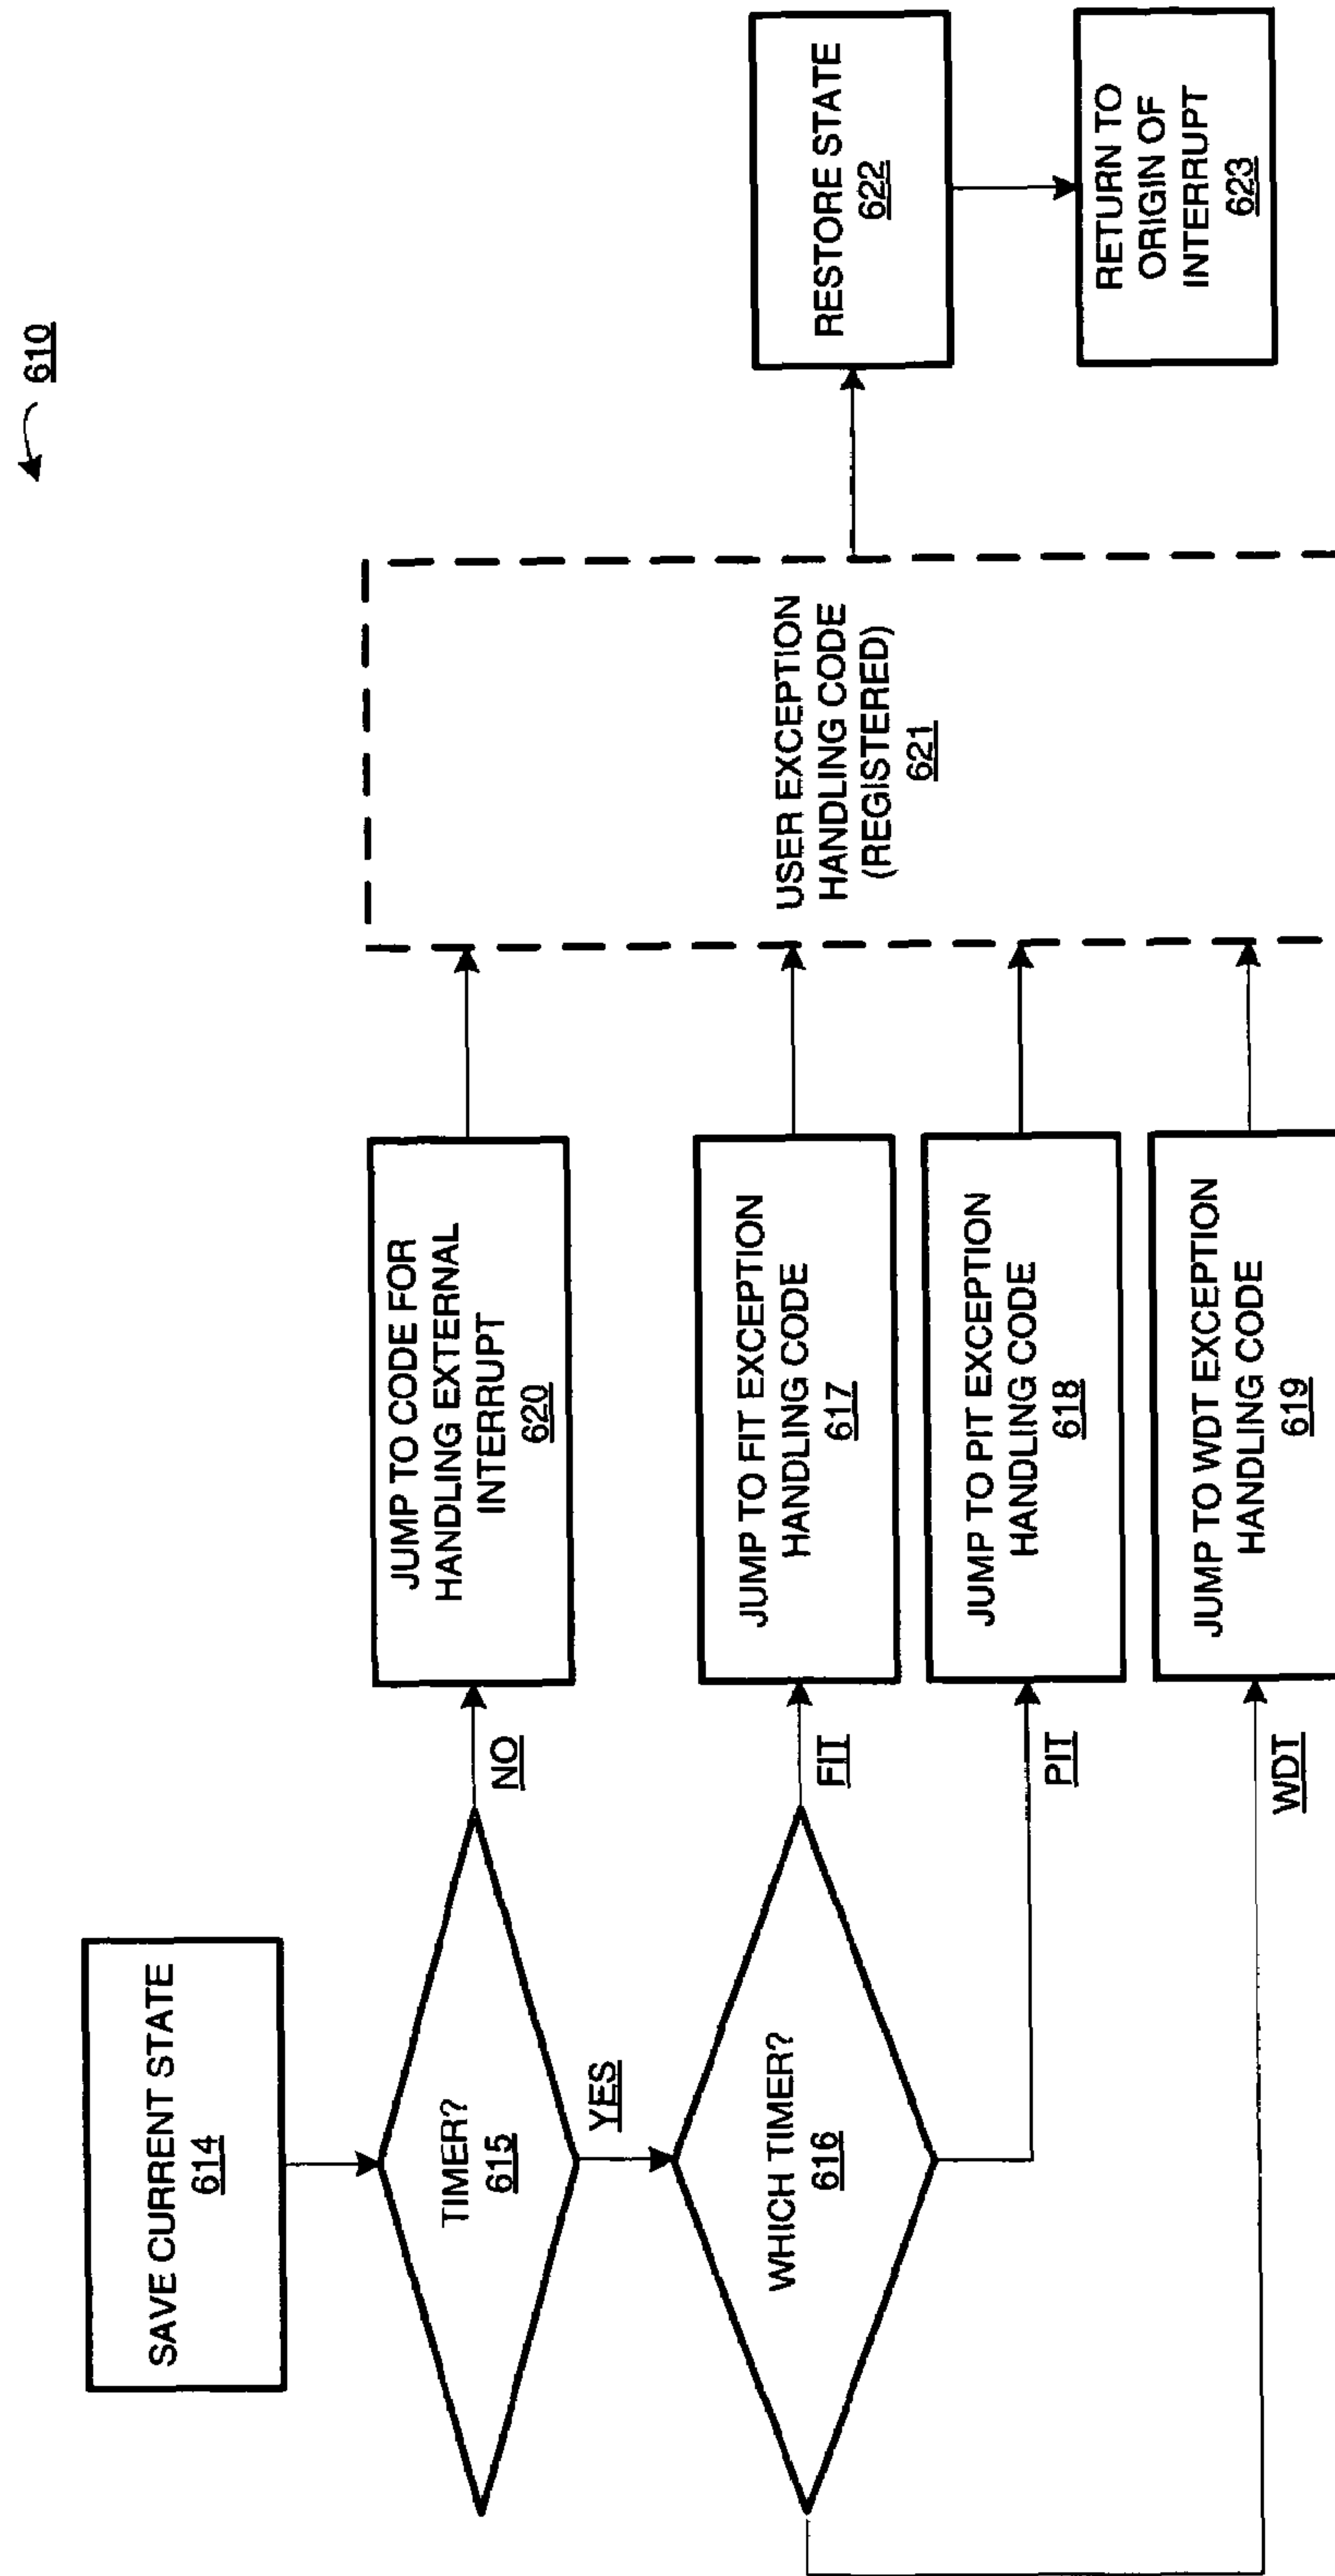 610
SAVE CURRENT STATE
614
TIMER?
615
NO
YES
JUMP TO CODE FOR
HANDLING EXTERNAL
INTERRUPT
620
WHICH TIMER?
616
FIT
JUMP TO FIT EXCEPTION
HANDLING CODE
617
PIT
JUMP TO PIT EXCEPTION
HANDLING CODE
618
WDT
JUMP TO WDT EXCEPTION
HANDLING CODE
619
USER EXCEPTION
HANDLING CODE
(REGISTERED)
621
RESTORE STATE
622
RETURN TO
ORIGIN OF
INTERRUPT
623